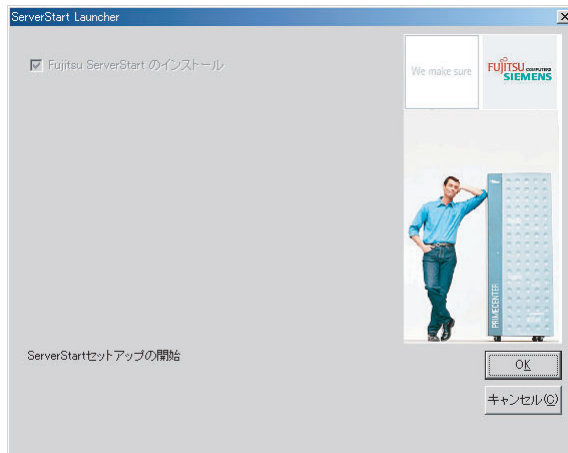 ServerStart Launcher
Fujitsu ServerStart のインストール
We make sure
FUJITSU COMPUTERS
SIEMENS
PRIMECENTER
ServerStartセットアップの開始
OK
キャンセル(C)